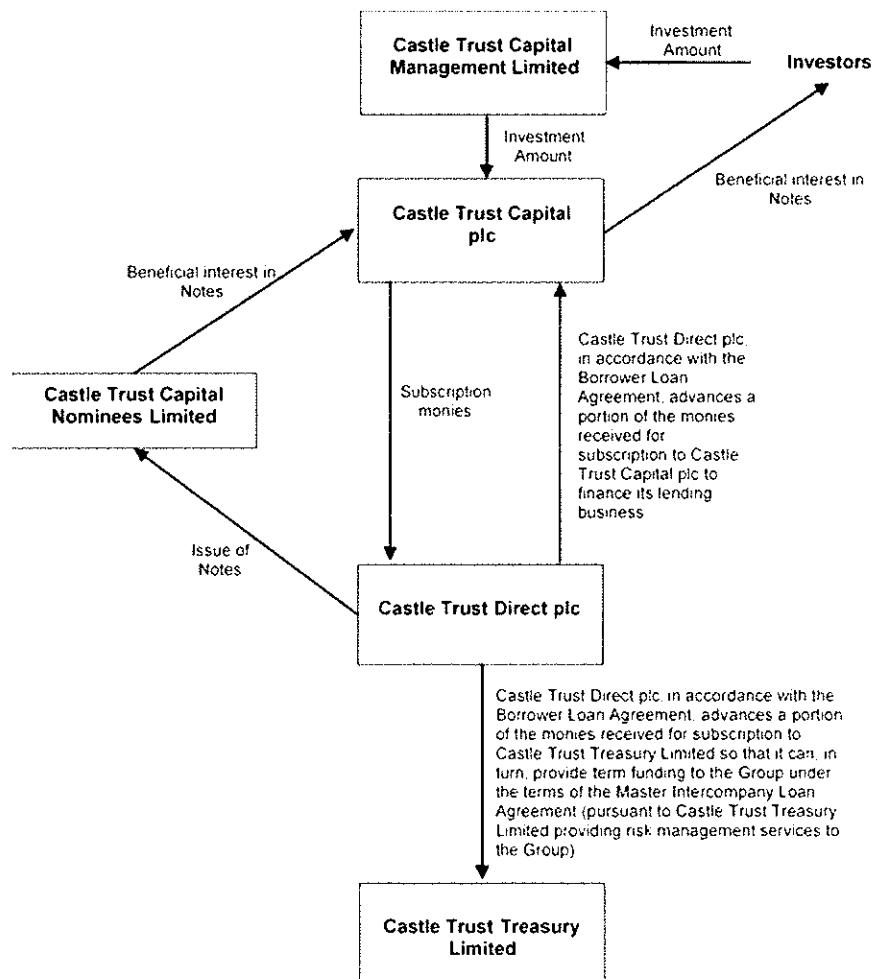 Castle Trust Capital
Management Limited
Investment
Amount
Investors
Investment
Amount
Castle Trust Capital
plc
Beneficial interest in
Notes
Beneficial interest in
Notes
Castle Trust Capital
Nominees Limited
Subscription
monies
Castle Trust Direct plc,
in accordance with the
Borrower Loan
Agreement, advances a
portion of the monies
received for
subscription to Castle
Trust Capital plc to
finance its lending
business
Issue of
Notes
Castle Trust Direct plc
Castle Trust Direct plc, in accordance with the
Borrower Loan Agreement, advances a portion
of the monies received for subscription to
Castle Trust Treasury Limited so that it can, in
turn, provide term funding to the Group under
the terms of the Master Intercompany Loan
Agreement (pursuant to Castle Trust Treasury
Limited providing risk management services to
the Group)
Castle Trust Treasury
Limited